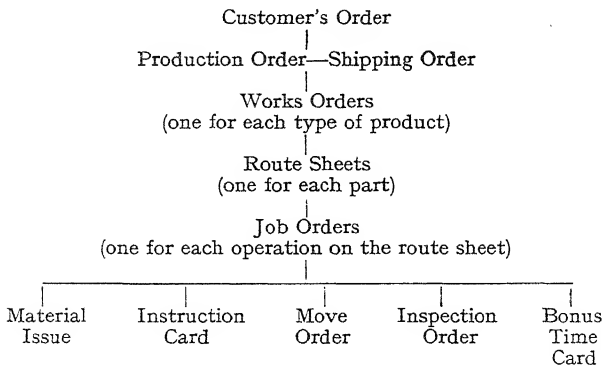 Customer's Order
Production Order—Shipping Order
Works Orders
(one for each type of product)
Route Sheets
(one for each part)
Job Orders
(one for each operation on the route sheet)
Material Instruction Move Inspection Bonus
Issue Card Order Order Time
Card